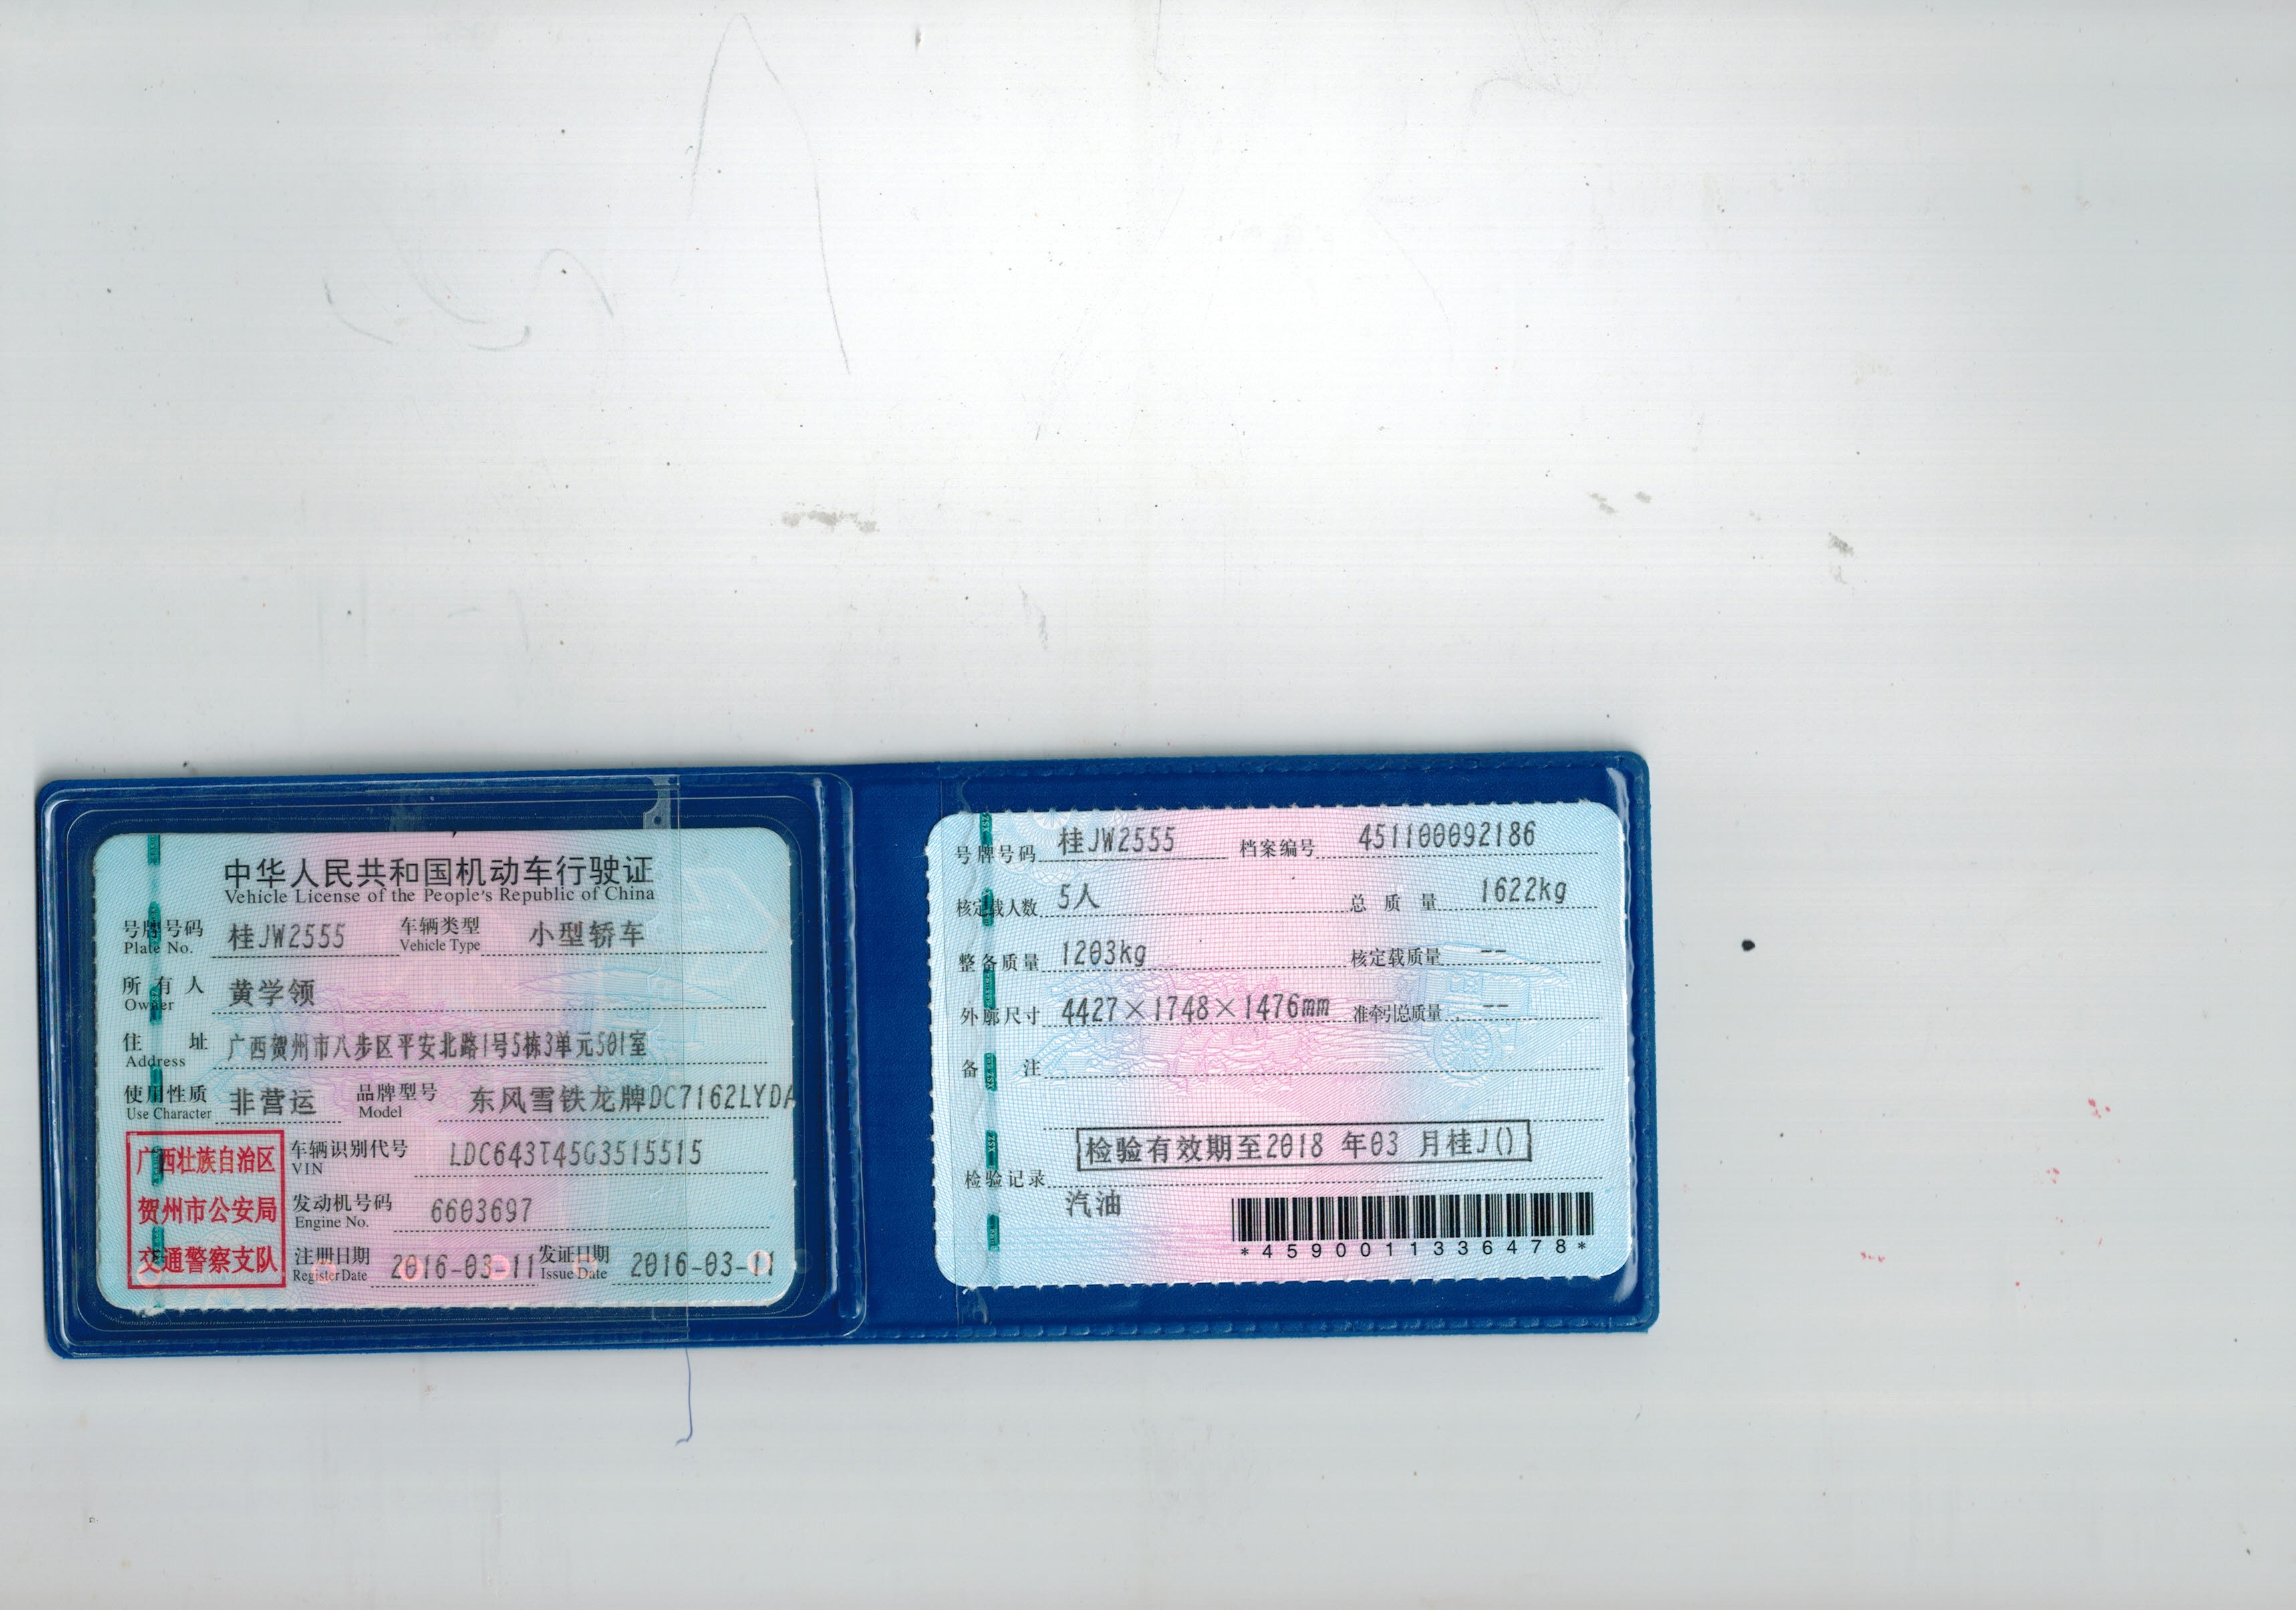 中华人民共和国机动车行驶证
Vehicle License of the People's Republic of China
号牌号码 桂JW2555 车辆类型 小型轿车
Plate No. Vehicle Type
所有人 黄学领
Owner
住址 广西贺州市八步区平安北路1号5栋3单元501室
Address
使用性质 非营运 品牌型号 东风雪铁龙牌DC7162LYDA
Use Character Model
广西壮族自治区
贺州市公安局
交通警察支队
车辆识别代号 LDC643T45G3515515
VIN
发动机号码 6603697
Engine No.
注册日期 2016-03-11 发证日期 2016-03-11
Register Date Issue Date
号牌号码 桂JW2555 档案编号 451100092186
核定载人数 5人 总质量 1622kg
整备质量 1203kg 核定载质量 --
外廓尺寸 4427×1748×1476mm 准牵引总质量 --
备注
检验有效期至2018 年03 月桂J()
检验记录
汽油
*4590011336478*